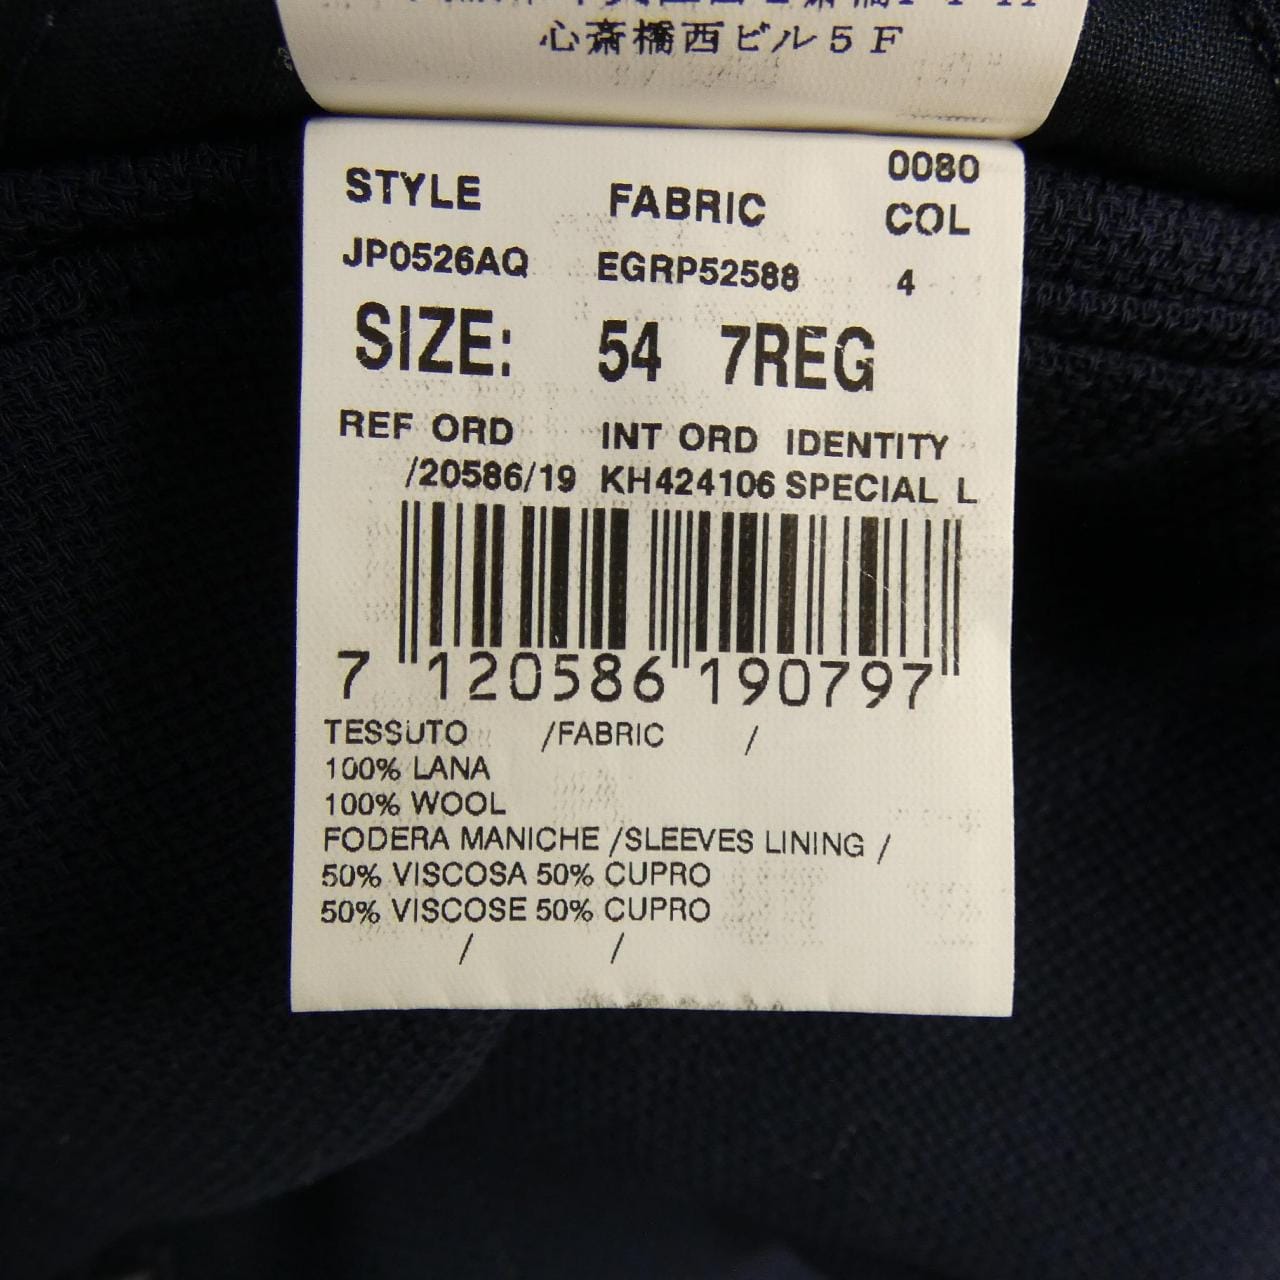 心斎橋西ビル５Ｆ
0080
STYLE FABRIC COL
JP0526AQ EGRP52588 4
SIZE: 54 7REG
REF ORD INT ORD IDENTITY
/20586/19 KH424106 SPECIAL L
7 120586 190797
TESSUTO /FABRIC /
100% LANA
100% WOOL
FODERA MANICHE /SLEEVES LINING /
50% VISCOSA 50% CUPRO
50% VISCOSE 50% CUPRO
/ /